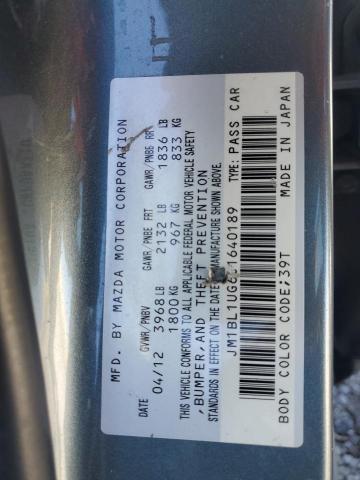 MFD. BY MAZDA MOTOR CORPORATION
DATE GVWR/PNBV GAWR/PNBE FRT GAWR/PNBE RR
04/12 3968 LB 2132 LB 1836 LB
1800 KG 967 KG 833 KG
THIS VEHICLE CONFORMS TO ALL APPLICABLE FEDERAL MOTOR VEHICLE SAFETY
,BUMPER,AND THEFT PREVENTION
STANDARDS IN EFFECT ON THE DATE OF MANUFACTURE SHOWN ABOVE.
TYPE: PASS CAR
BODY COLOR CODE;39T MADE IN JAPAN